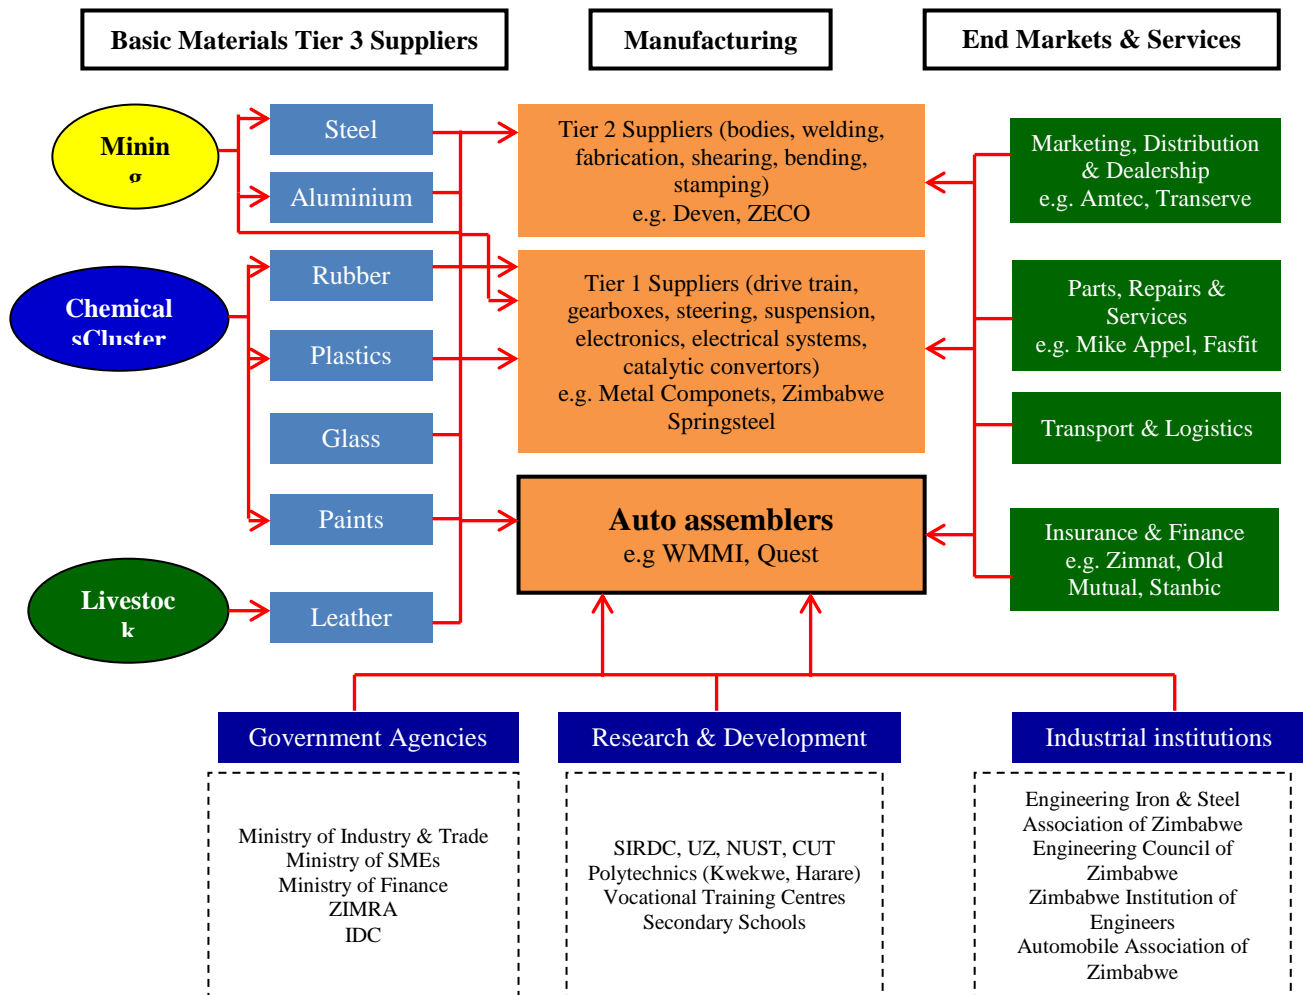 Basic Materials Tier 3 Suppliers
Manufacturing
End Markets & Services
Minin
g
Chemical
sCluster
Livestoc
k
Steel
Aluminium
Rubber
Plastics
Glass
Paints
Leather
Tier 2 Suppliers (bodies, welding,
fabrication, shearing, bending,
stamping)
e.g. Deven, ZECO
Tier 1 Suppliers (drive train,
gearboxes, steering, suspension,
electronics, electrical systems,
catalytic convertors)
e.g. Metal Componets, Zimbabwe
Springsteel
Auto assemblers
e.g WMMI, Quest
Marketing, Distribution
& Dealership
e.g. Amtec, Transerve
Parts, Repairs &
Services
e.g. Mike Appel, Fasfit
Transport & Logistics
Insurance & Finance
e.g. Zimnat, Old
Mutual, Stanbic
Government Agencies
Ministry of Industry & Trade
Ministry of SMEs
Ministry of Finance
ZIMRA
IDC
Research & Development
SIRDC, UZ, NUST, CUT
Polytechnics (Kwekwe, Harare)
Vocational Training Centres
Secondary Schools
Industrial institutions
Engineering Iron & Steel
Association of Zimbabwe
Engineering Council of
Zimbabwe
Zimbabwe Institution of
Engineers
Automobile Association of
Zimbabwe